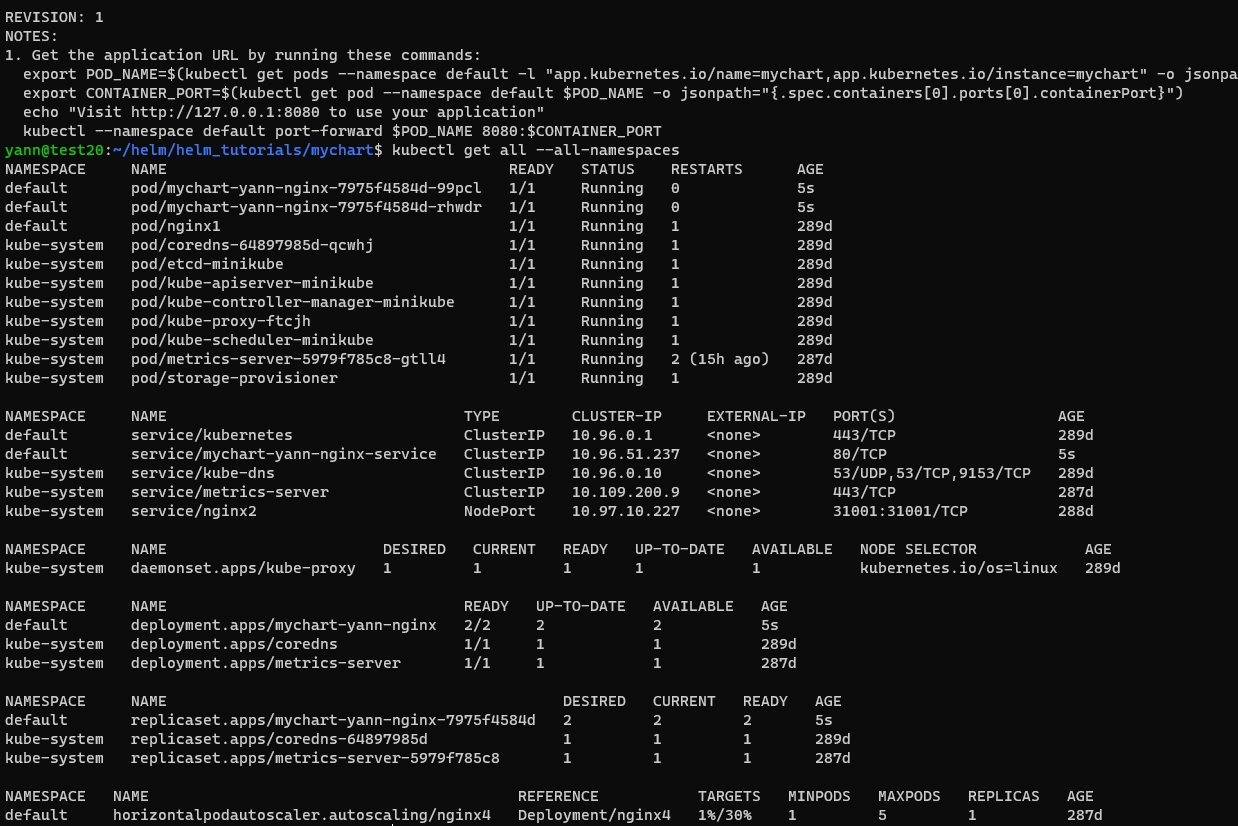 REVISION: 1
NOTES:
1. Get the application URL by running these commands:
  export POD_NAME=$(kubectl get pods --namespace default -l "app.kubernetes.io/name=mychart,app.kubernetes.io/instance=mychart" -o jsonpa
  export CONTAINER_PORT=$(kubectl get pod --namespace default $POD_NAME -o jsonpath="{.spec.containers[0].ports[0].containerPort}")
  echo "Visit http://127.0.0.1:8080 to use your application"
  kubectl --namespace default port-forward $POD_NAME 8080:$CONTAINER_PORT
yann@test20:~/helm/helm_tutorials/mychart$ kubectl get all --all-namespaces
NAMESPACE     NAME                                      READY   STATUS    RESTARTS      AGE
default       pod/mychart-yann-nginx-7975f4584d-99pcl   1/1     Running   0             5s
default       pod/mychart-yann-nginx-7975f4584d-rhwdr   1/1     Running   0             5s
default       pod/nginx1                                1/1     Running   1             289d
kube-system   pod/coredns-64897985d-qcwhj               1/1     Running   1             289d
kube-system   pod/etcd-minikube                         1/1     Running   1             289d
kube-system   pod/kube-apiserver-minikube               1/1     Running   1             289d
kube-system   pod/kube-controller-manager-minikube      1/1     Running   1             289d
kube-system   pod/kube-proxy-ftcjh                      1/1     Running   1             289d
kube-system   pod/kube-scheduler-minikube               1/1     Running   1             289d
kube-system   pod/metrics-server-5979f785c8-gtll4       1/1     Running   2 (15h ago)   287d
kube-system   pod/storage-provisioner                   1/1     Running   1             289d

NAMESPACE     NAME                                 TYPE        CLUSTER-IP     EXTERNAL-IP   PORT(S)                  AGE
default       service/kubernetes                   ClusterIP   10.96.0.1      <none>        443/TCP                  289d
default       service/mychart-yann-nginx-service   ClusterIP   10.96.51.237   <none>        80/TCP                   5s
kube-system   service/kube-dns                     ClusterIP   10.96.0.10     <none>        53/UDP,53/TCP,9153/TCP   289d
kube-system   service/metrics-server               ClusterIP   10.109.200.9   <none>        443/TCP                  287d
kube-system   service/nginx2                       NodePort    10.97.10.227   <none>        31001:31001/TCP          288d

NAMESPACE     NAME                        DESIRED   CURRENT   READY   UP-TO-DATE   AVAILABLE   NODE SELECTOR            AGE
kube-system   daemonset.apps/kube-proxy   1         1         1       1            1           kubernetes.io/os=linux   289d

NAMESPACE     NAME                                 READY   UP-TO-DATE   AVAILABLE   AGE
default       deployment.apps/mychart-yann-nginx   2/2     2            2           5s
kube-system   deployment.apps/coredns              1/1     1            1           289d
kube-system   deployment.apps/metrics-server       1/1     1            1           287d

NAMESPACE     NAME                                            DESIRED   CURRENT   READY   AGE
default       replicaset.apps/mychart-yann-nginx-7975f4584d   2         2         2       5s
kube-system   replicaset.apps/coredns-64897985d               1         1         1       289d
kube-system   replicaset.apps/metrics-server-5979f785c8       1         1         1       287d

NAMESPACE   NAME                                         REFERENCE           TARGETS   MINPODS   MAXPODS   REPLICAS   AGE
default     horizontalpodautoscaler.autoscaling/nginx4   Deployment/nginx4   1%/30%    1         5         1          287d